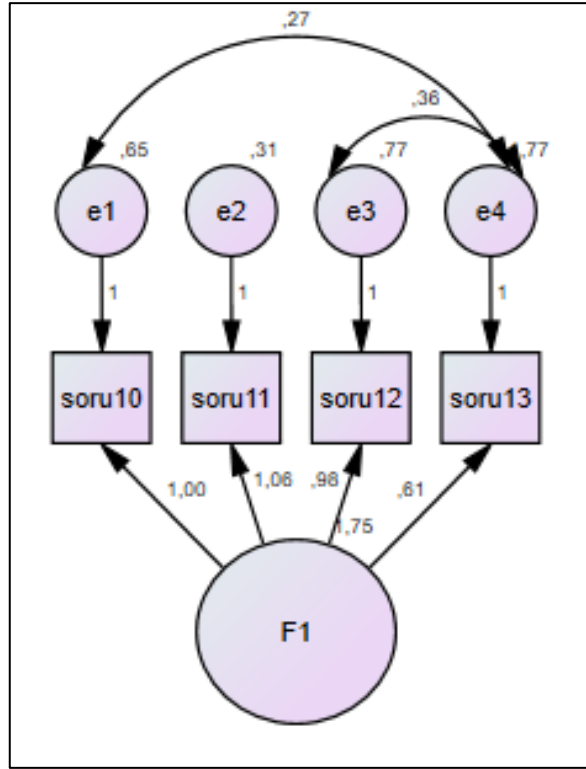 ,27
,36
,65 ,31 ,77 ,77
e1 e2 e3 e4
1 1 1 1
soru10 soru11 soru12 soru13
1,00 1,06 ,98 ,61
1,75
F1